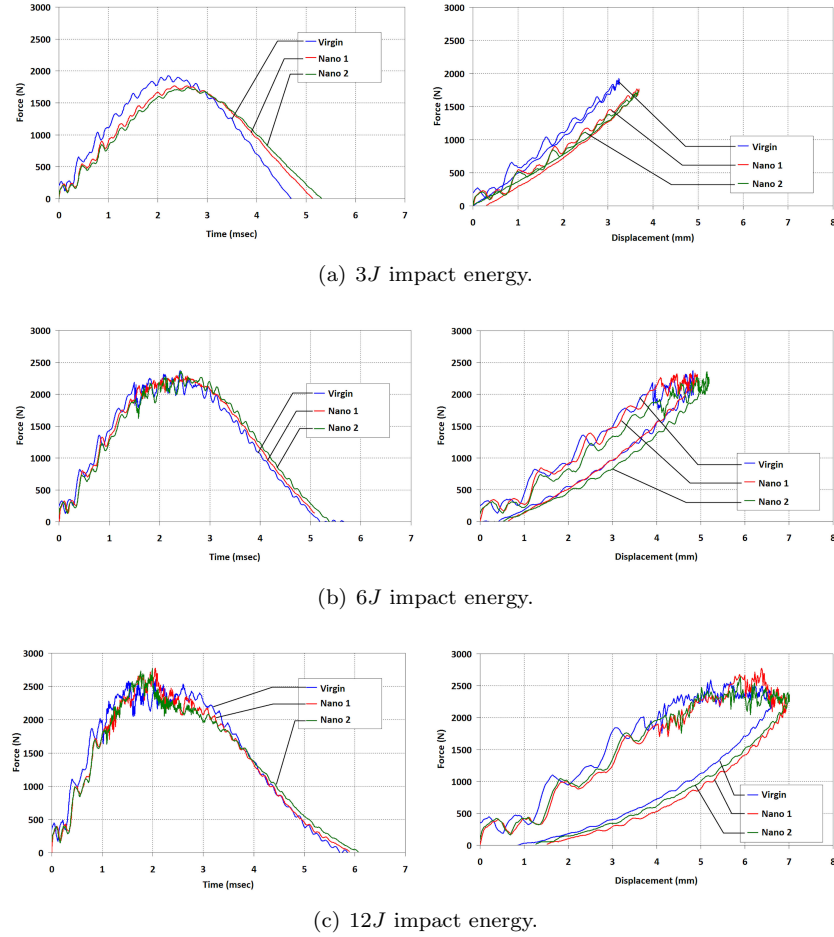 3000
2500
2000
1500
1000
500
0
Force (N)
0 1 2 3 4 5 6 7
Time (msec)
Virgin
Nano 1
Nano 2
3000
2500
2000
1500
1000
500
0
Force (N)
0 1 2 3 4 5 6 7 8
Displacement (mm)
Virgin
Nano 1
Nano 2
(a) 3J impact energy.
3000
2500
2000
1500
1000
500
0
Force (N)
0 1 2 3 4 5 6 7
Time (msec)
Virgin
Nano 1
Nano 2
3000
2500
2000
1500
1000
500
0
Force (N)
0 1 2 3 4 5 6 7 8
Displacement (mm)
Virgin
Nano 1
Nano 2
(b) 6J impact energy.
3000
2500
2000
1500
1000
500
0
Force (N)
0 1 2 3 4 5 6 7
Time (msec)
Virgin
Nano 1
Nano 2
3000
2500
2000
1500
1000
500
0
Force (N)
0 1 2 3 4 5 6 7 8
Displacement (mm)
Virgin
Nano 1
Nano 2
(c) 12J impact energy.